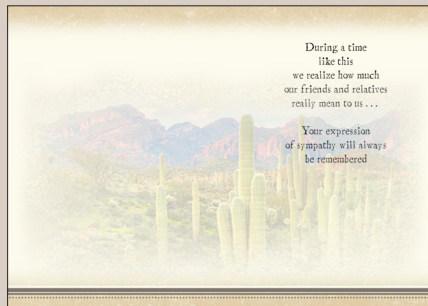 During a time
like this
we realize how much
our friends and relatives
really mean to us . . .
Your expression
of sympathy will always
be remembered